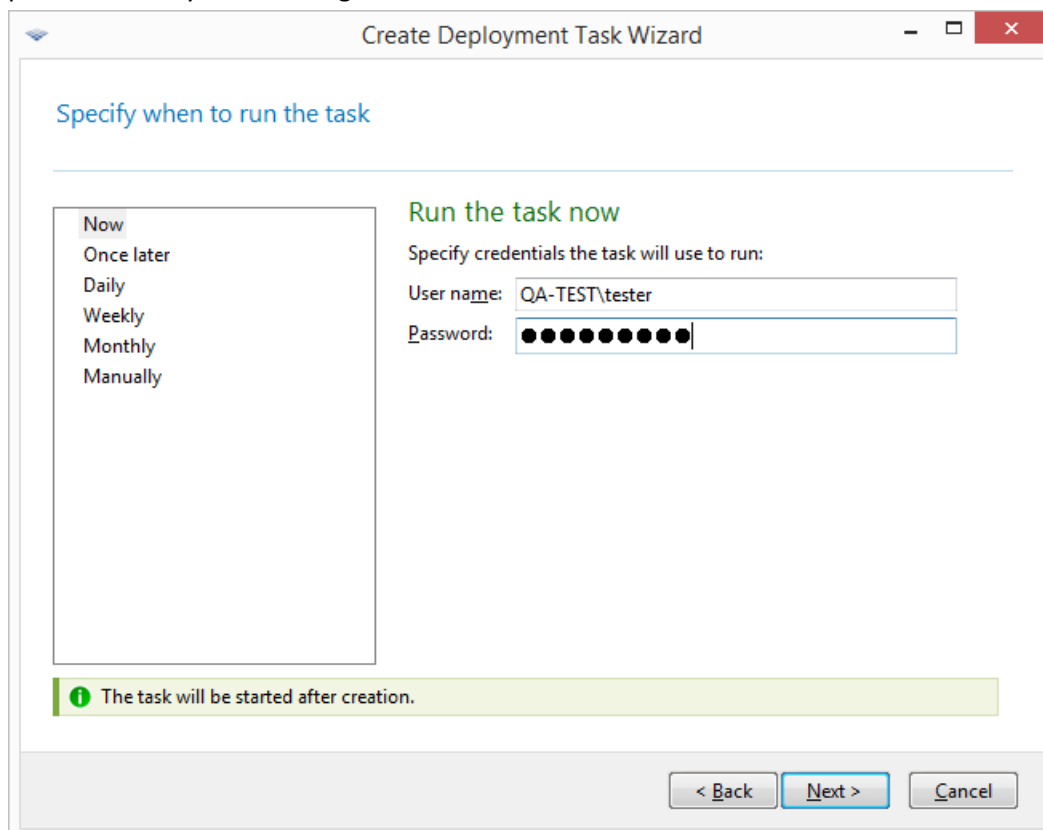 Create Deployment Task Wizard
Specify when to run the task
Now
Once later
Daily
Weekly
Monthly
Manually
Run the task now
Specify credentials the task will use to run:
User name: QA-TEST\tester
Password: ●●●●●●●●●
The task will be started after creation.
< Back Next > Cancel